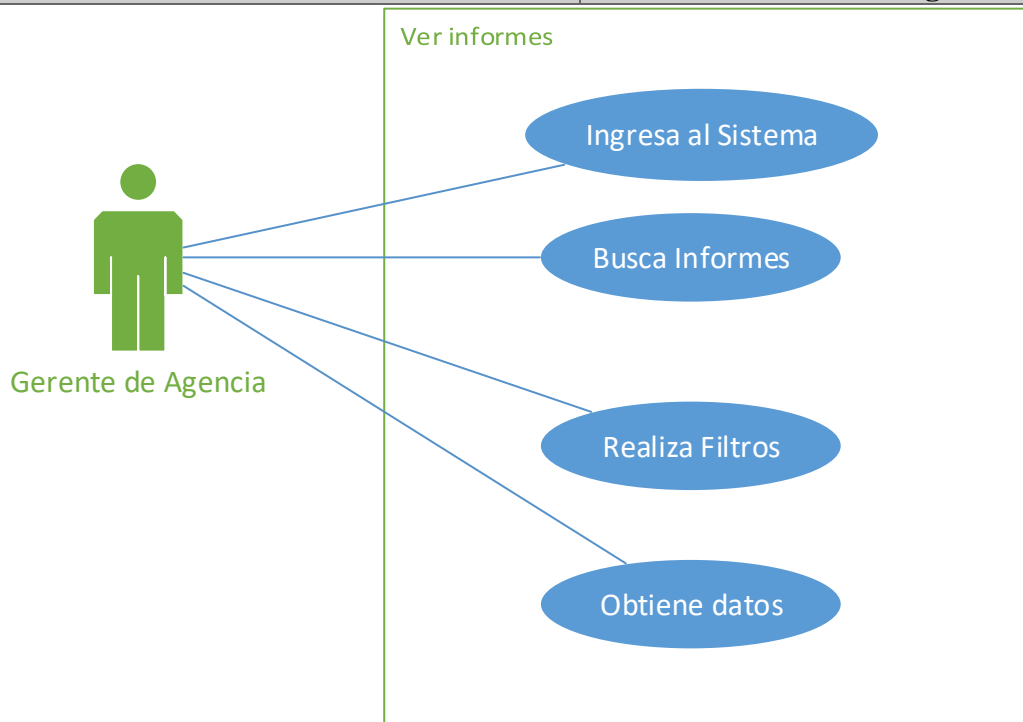 Ver informes
Ingresa al Sistema
Busca Informes
Gerente de Agencia
Realiza Filtros
Obtiene datos